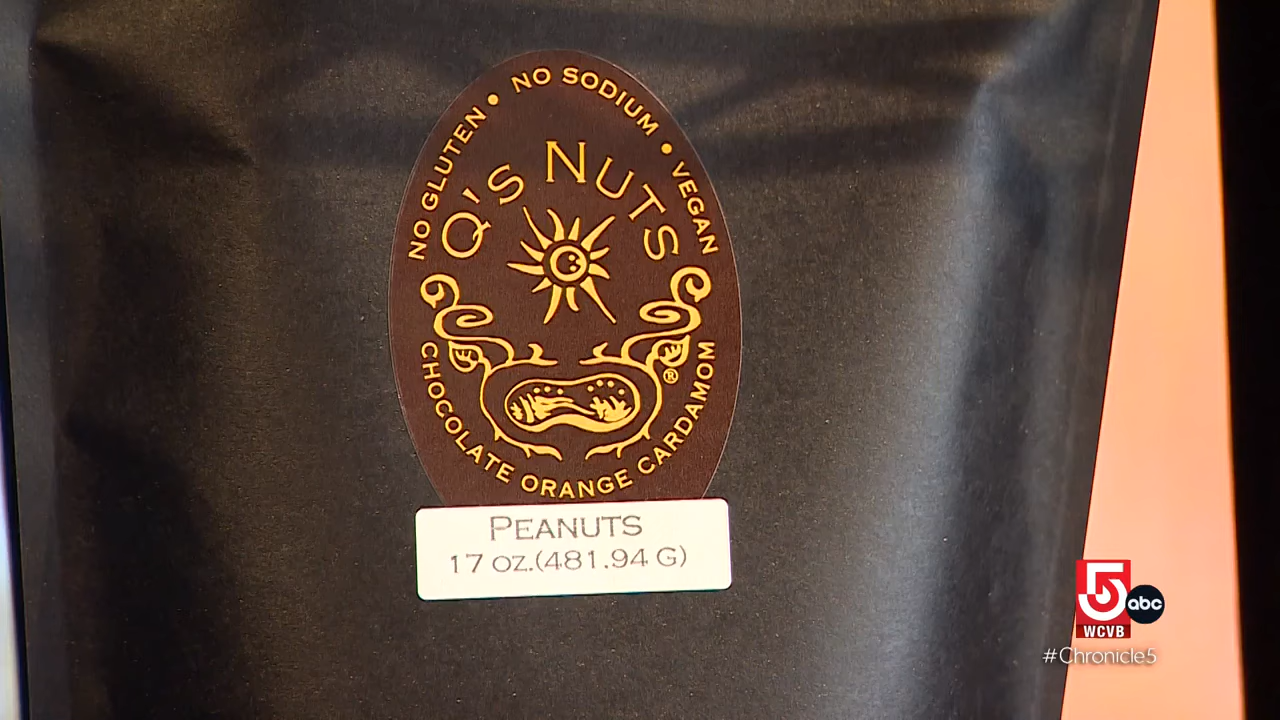 NO GLUTEN • NO SODIUM • VEGAN
Q'S NUTS
®
CHOCOLATE ORANGE CARDAMOM
PEANUTS
17 OZ.(481.94 G)
5
abc
WCVB
#Chronicle5